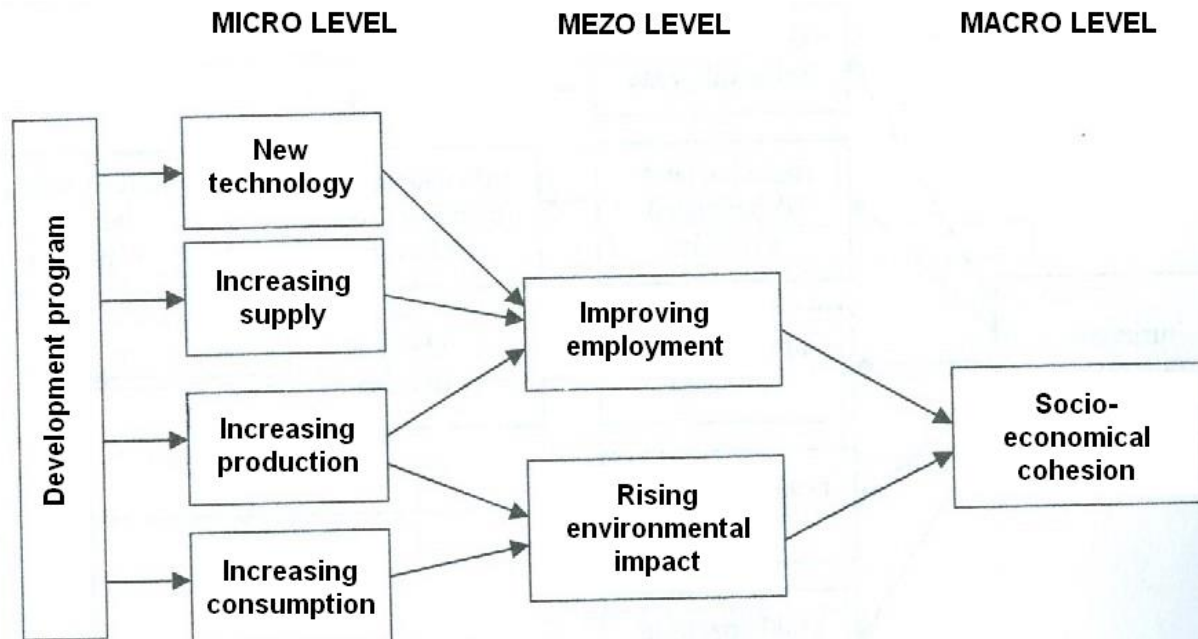 MICRO LEVEL
MEZO LEVEL
MACRO LEVEL
Development program
New
technology
Increasing
supply
Increasing
production
Increasing
consumption
Improving
employment
Rising
environmental
impact
Socio-
economical
cohesion